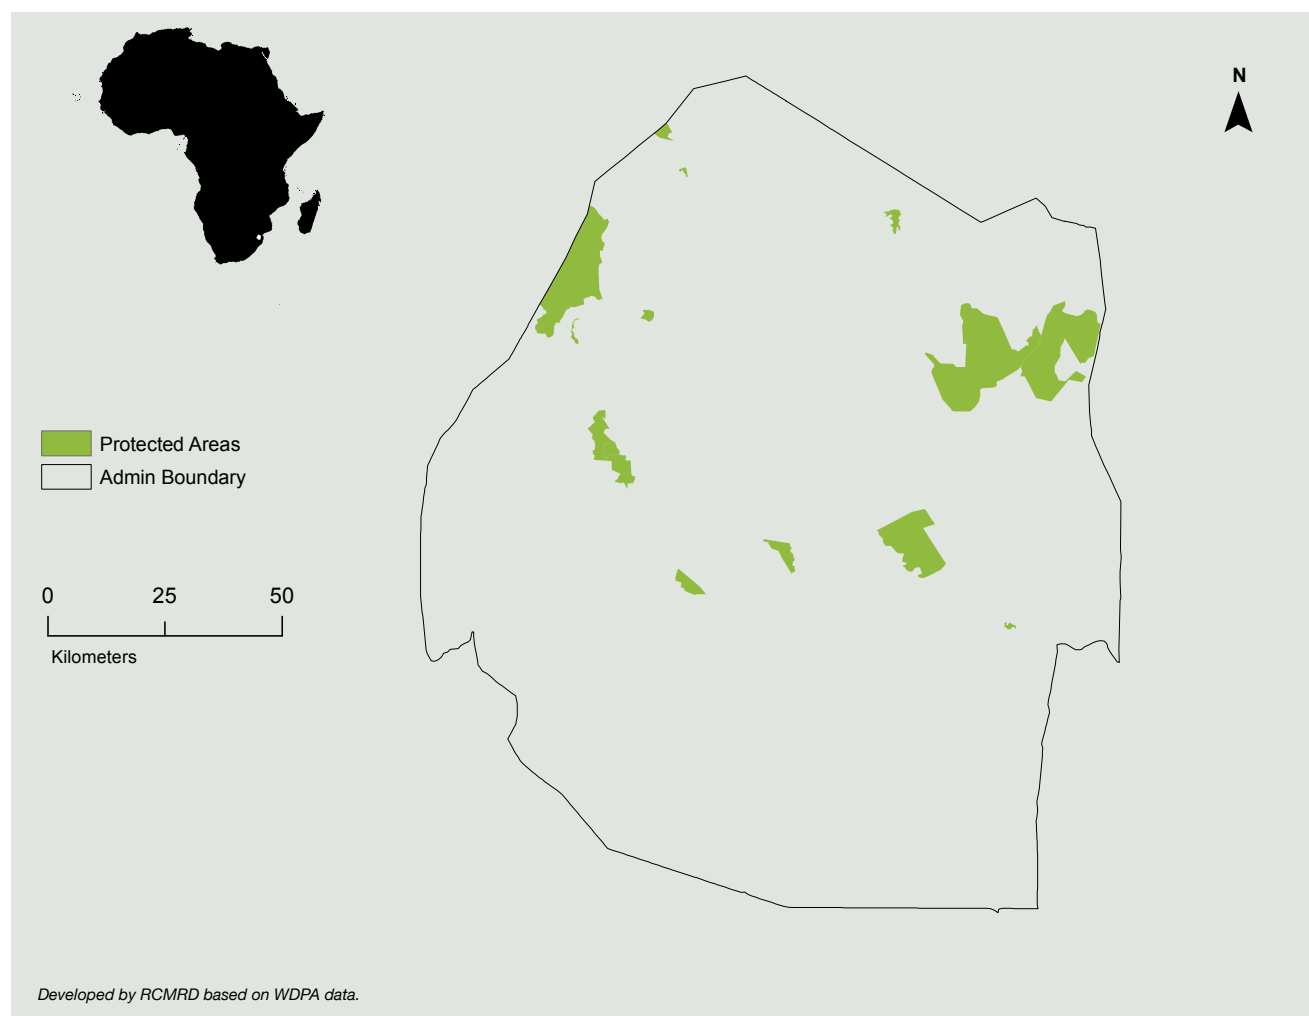 N
Protected Areas
Admin Boundary
0 25 50
Kilometers
Developed by RCMRD based on WDPA data.